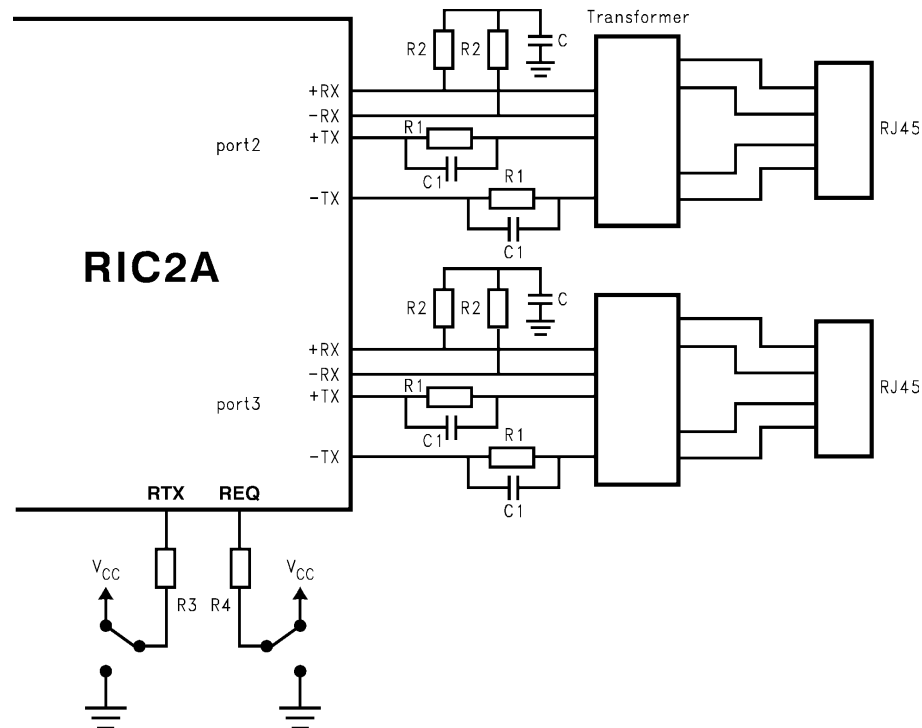 Transformer
R2 R2 C
+RX
-RX
+TX R1
port2
C1
-TX R1
C1
RJ45
RIC2A
R2 R2 C
+RX
-RX
+TX R1
port3
C1
-TX R1
C1
RJ45
RTX REQ
VCC VCC
R3 R4